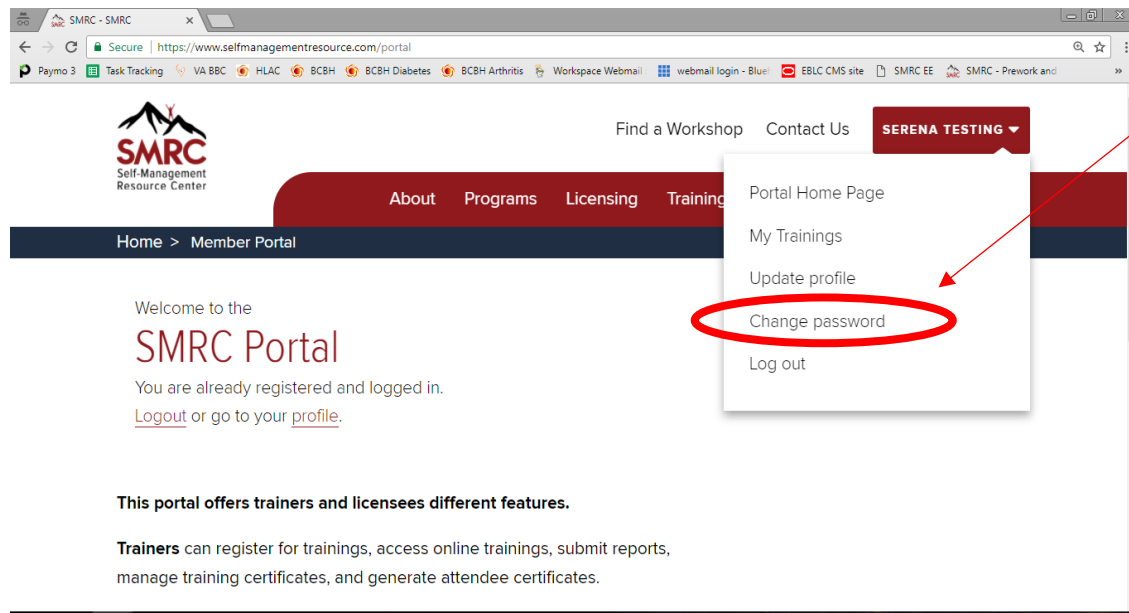 SMRC - SMRC
Secure | https://www.selfmanagementresource.com/portal
Paymo 3 Task Tracking VA BBC HLAC BCBH BCBH Diabetes BCBH Arthritis Workspace Webmail webmail login - Blue EBLC CMS site SMRC EE SMRC - Prework and »
SMRC
Self-Management
Resource Center
Find a Workshop Contact Us SERENA TESTING
About Programs Licensing Training
Home > Member Portal
Portal Home Page
My Trainings
Update profile
Change password
Log out
Welcome to the
SMRC Portal
You are already registered and logged in.
Logout or go to your profile.
This portal offers trainers and licensees different features.
Trainers can register for trainings, access online trainings, submit reports,
manage training certificates, and generate attendee certificates.